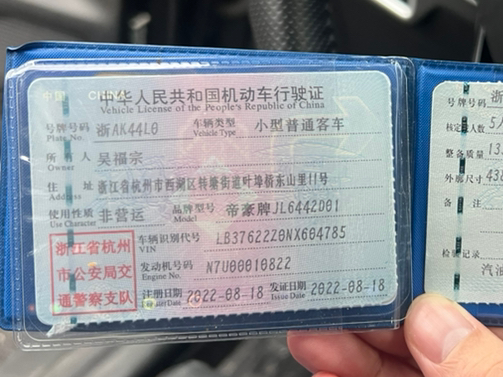 中华人民共和国机动车行驶证
Vehicle License of the People's Republic of China
号牌号码 浙AK44L0 车辆类型 小型普通客车
Plate No. Vehicle Type
所有人 吴福宗
Owner
住址 浙江省杭州市西湖区转塘街道叶埠桥东山里11号
Address
使用性质 非营运 品牌型号 帝豪牌JL6442D01
Use Character Model
浙江省杭州
市公安局交
通警察支队
车辆识别代号 LB37622Z0NX604785
VIN
发动机号码 N7U00010822
Engine No.
注册日期 2022-08-18 发证日期 2022-08-18
Register Date Issue Date
号牌号码 浙
核定载人数 5人
整备质量 13
外廓尺寸 438
备注
检验记录
汽油